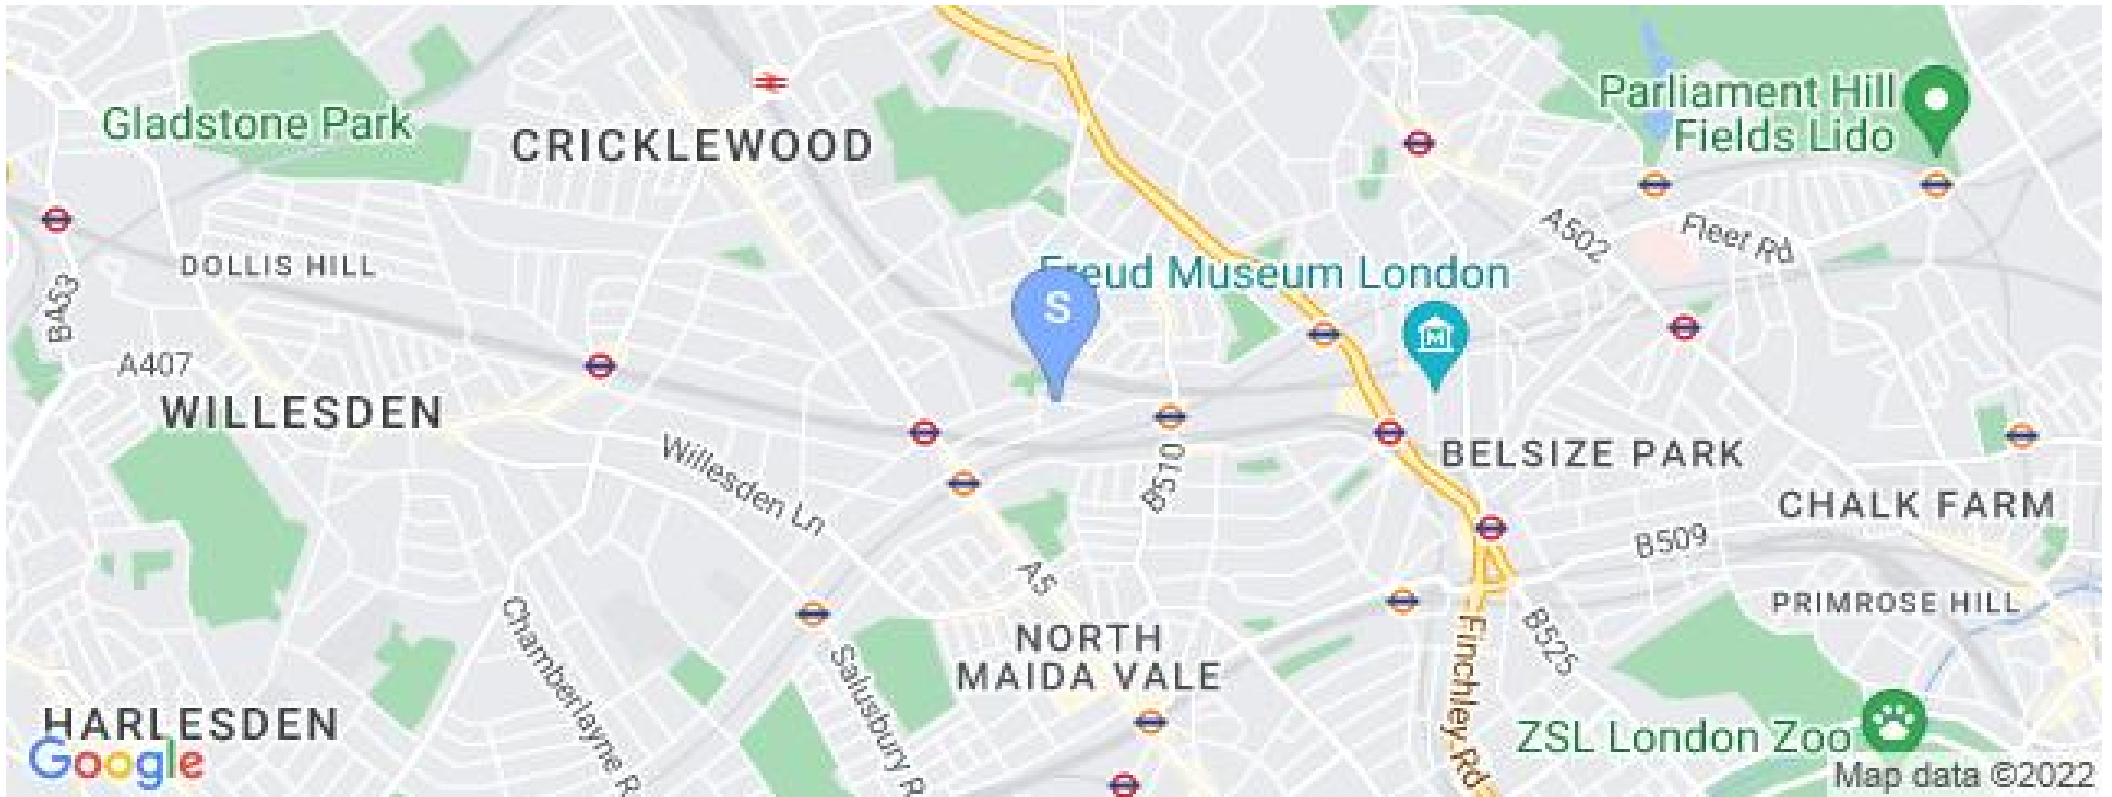 Parliament Hill
Fields Lido
Gladstone Park
CRICKLEWOOD
A502
Fleet Rd
DOLLIS HILL
Freud Museum London
S
BA53
M
A407
WILLESDEN
Willesden Ln
B510
BELSIZE PARK
CHALK FARM
B509
A5
PRIMROSE HILL
Chamberlayne R
NORTH
MAIDA VALE
B525
Salusbury R
Finchley Rd
HARLESDEN
ZSL London Zoo
Google
Map data ©2022